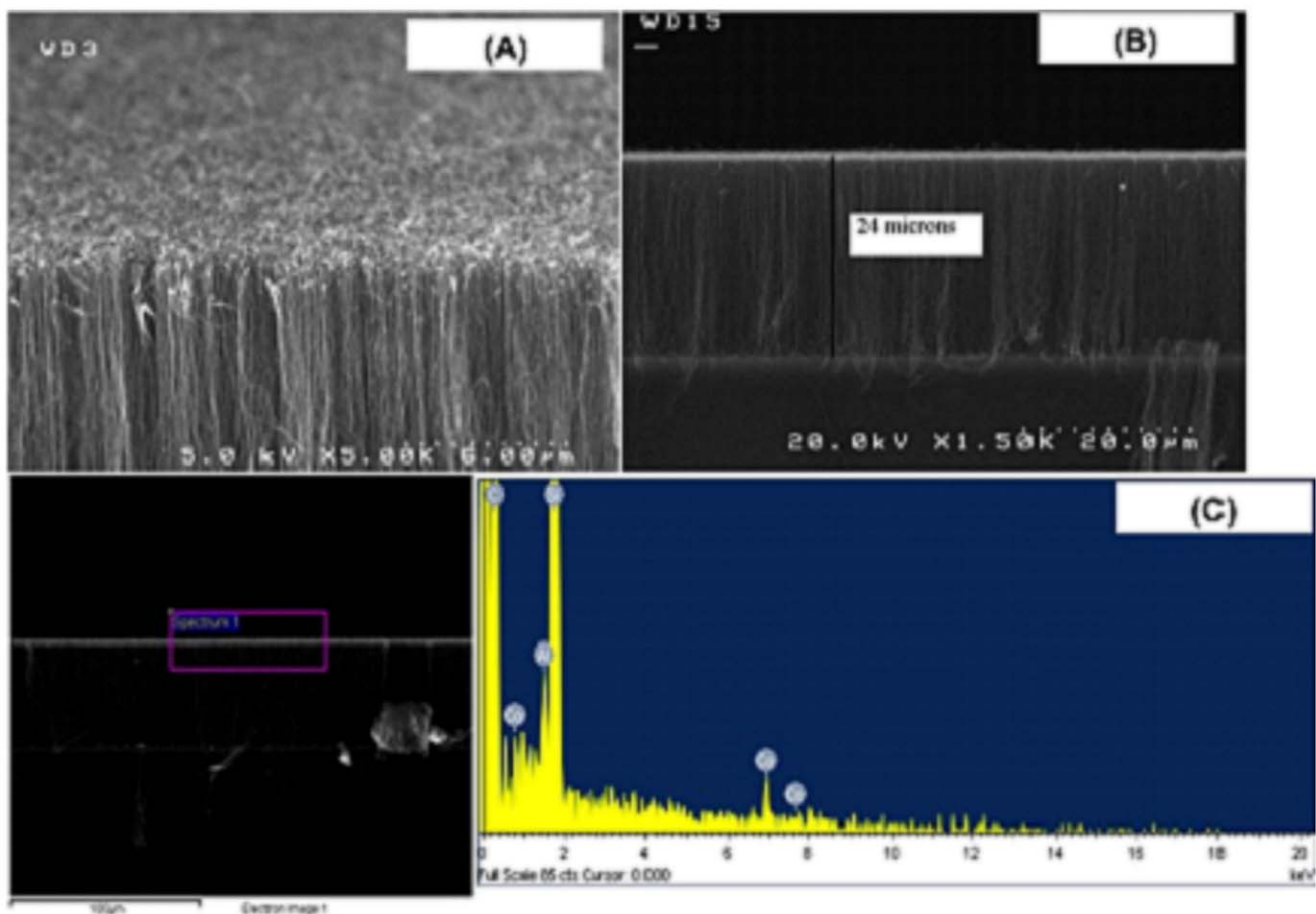 WD3
(A)
5.0 kV X5.00K 6.00µm
WD15
(B)
24 microns
20.0kV X1.50K 20.0µm
Spectrum 1
100µm
Electron Image 1
(C)
0 2 4 6 8 10 12 14 16 18 20
Full Scale 85 cts Cursor: 0.000
keV